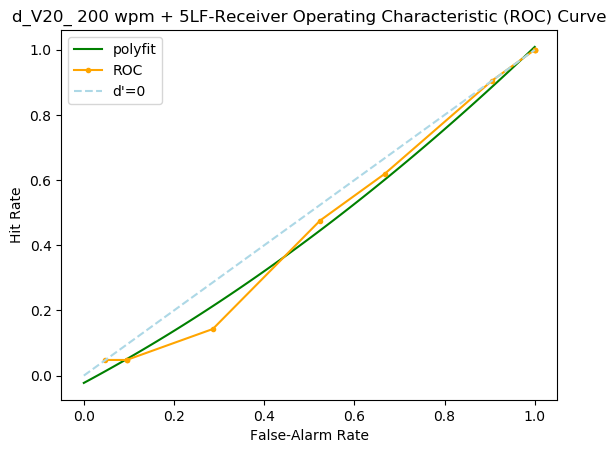 d_V20_ 200 wpm + 5LF-Receiver Operating Characteristic (ROC) Curve
polyfit
ROC
d'=0
1.0
0.8
0.6
0.4
0.2
0.0
Hit Rate
0.0 0.2 0.4 0.6 0.8 1.0
False-Alarm Rate